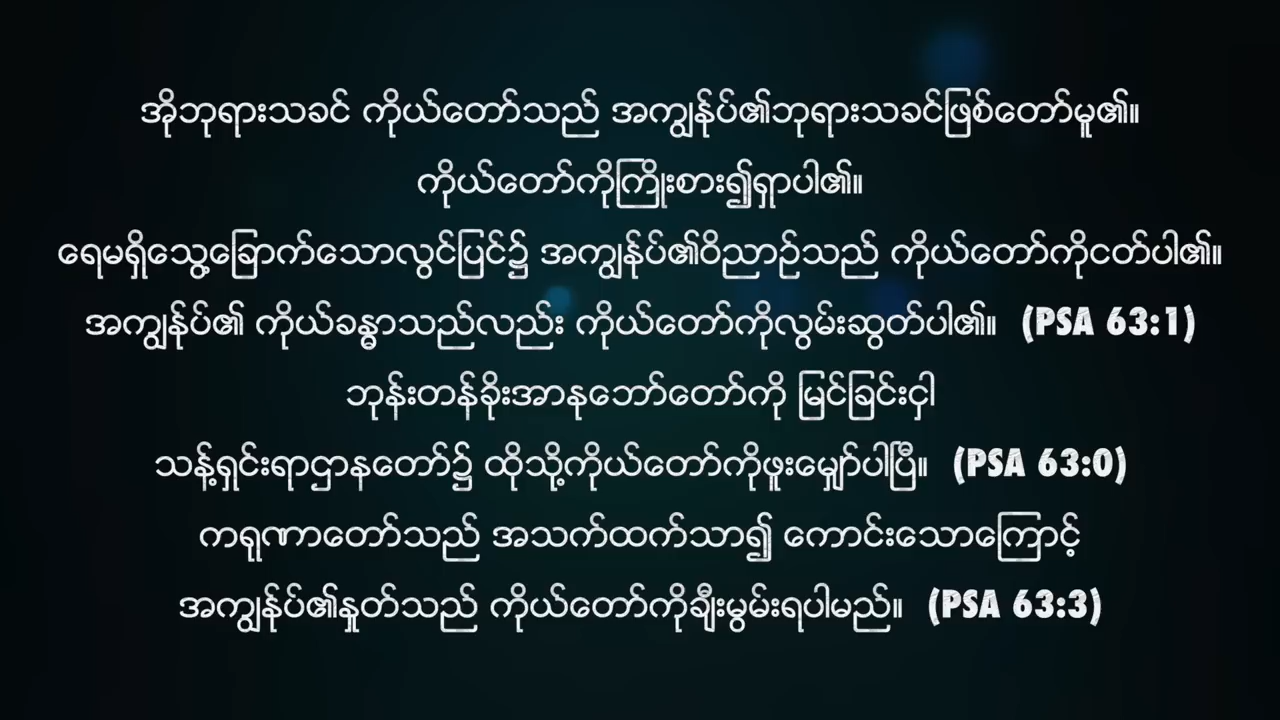 အိုဘုရားသခင် ကိုယ်တော်သည် အကျွန်ုပ်၏ဘုရားသခင်ဖြစ်တော်မူ၏။
ကိုယ်တော်ကိုကြိုးစား၍ရှာပါ၏။
ရေမရှိသွေ့ခြောက်သောလွင်ပြင်၌ အကျွန်ုပ်၏ဝိညာဉ်သည် ကိုယ်တော်ကိုငတ်ပါ၏။
အကျွန်ုပ်၏ ကိုယ်ခန္ဓာသည်လည်း ကိုယ်တော်ကိုလွမ်းဆွတ်ပါ၏။ (PSA 63:1)
ဘုန်းတန်ခိုးအာနုဘော်တော်ကို မြင်ခြင်းငှါ
သန့်ရှင်းရာဌာနတော်၌ ထိုသို့ကိုယ်တော်ကိုဖူးမျှော်ပါပြီ။ (PSA 63:0)
ကရုဏာတော်သည် အသက်ထက်သာ၍ ကောင်းသောကြောင့်
အကျွန်ုပ်၏နှုတ်သည် ကိုယ်တော်ကိုချီးမွမ်းရပါမည်။ (PSA 63:3)